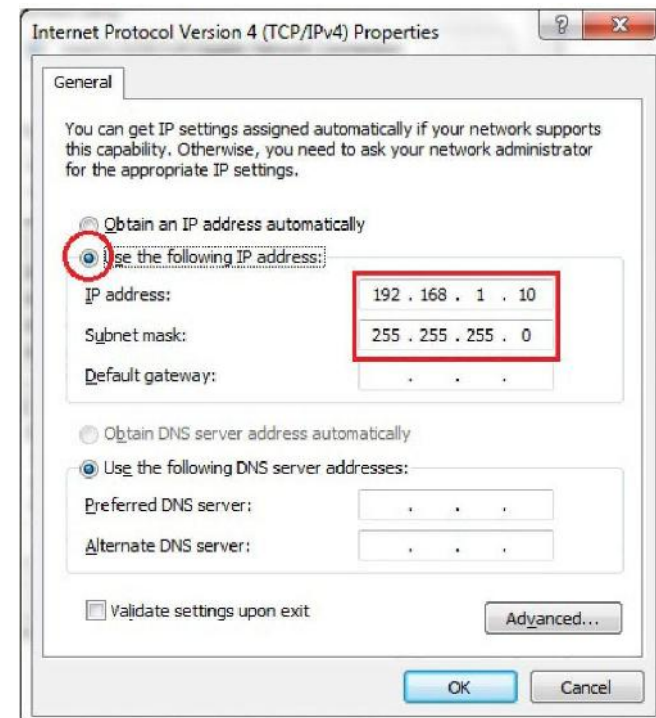 Internet Protocol Version 4 (TCP/IPv4) Properties
General
You can get IP settings assigned automatically if your network supports
this capability. Otherwise, you need to ask your network administrator
for the appropriate IP settings.
Obtain an IP address automatically
Use the following IP address:
IP address: 192 . 168 . 1 . 10
Subnet mask: 255 . 255 . 255 . 0
Default gateway: . . .
Obtain DNS server address automatically
Use the following DNS server addresses:
Preferred DNS server: . . .
Alternate DNS server: . . .
Validate settings upon exit
Advanced...
OK Cancel